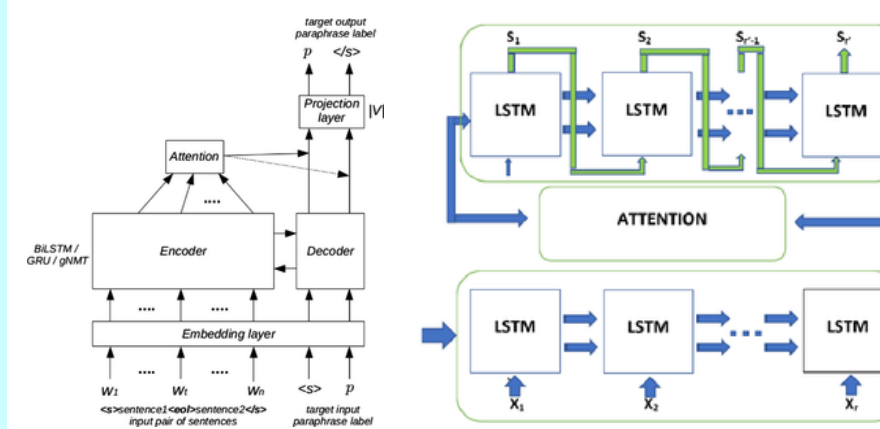 target output
paraphrase label
p </s>
Projection
layer
|V|
Attention
....
BiLSTM /
GRU / gNMT
Encoder
Decoder
.... ....
Embedding layer
.... ....
w1 wt wn <s> p
<s>sentence1<eol>sentence2</s>
input pair of sentences
target input
paraphrase label
S1 S2 Sr'-1 Sr'
LSTM LSTM LSTM
ATTENTION
LSTM LSTM LSTM
X1 X2 Xr